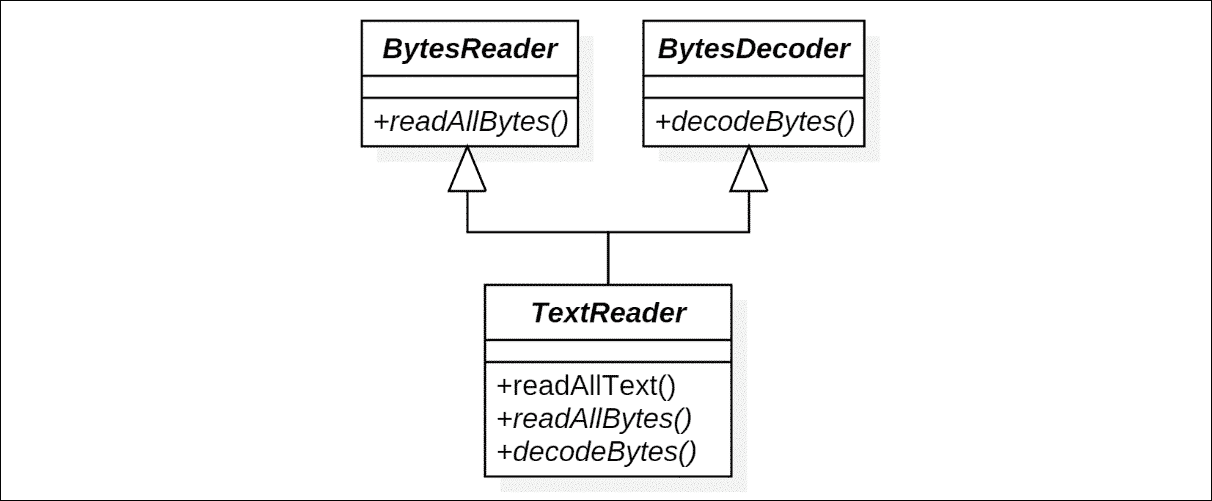 BytesReader
+readAllBytes()
BytesDecoder
+decodeBytes()
TextReader
+readAllText()
+readAllBytes()
+decodeBytes()